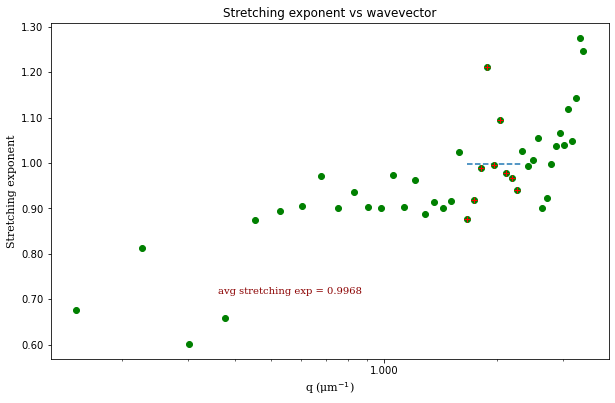 Stretching exponent vs wavevector
1.30
1.20
1.10
1.00
0.90
0.80
0.70
0.60
Stretching exponent
avg stretching exp = 0.9968
1.000
q (μm⁻¹)